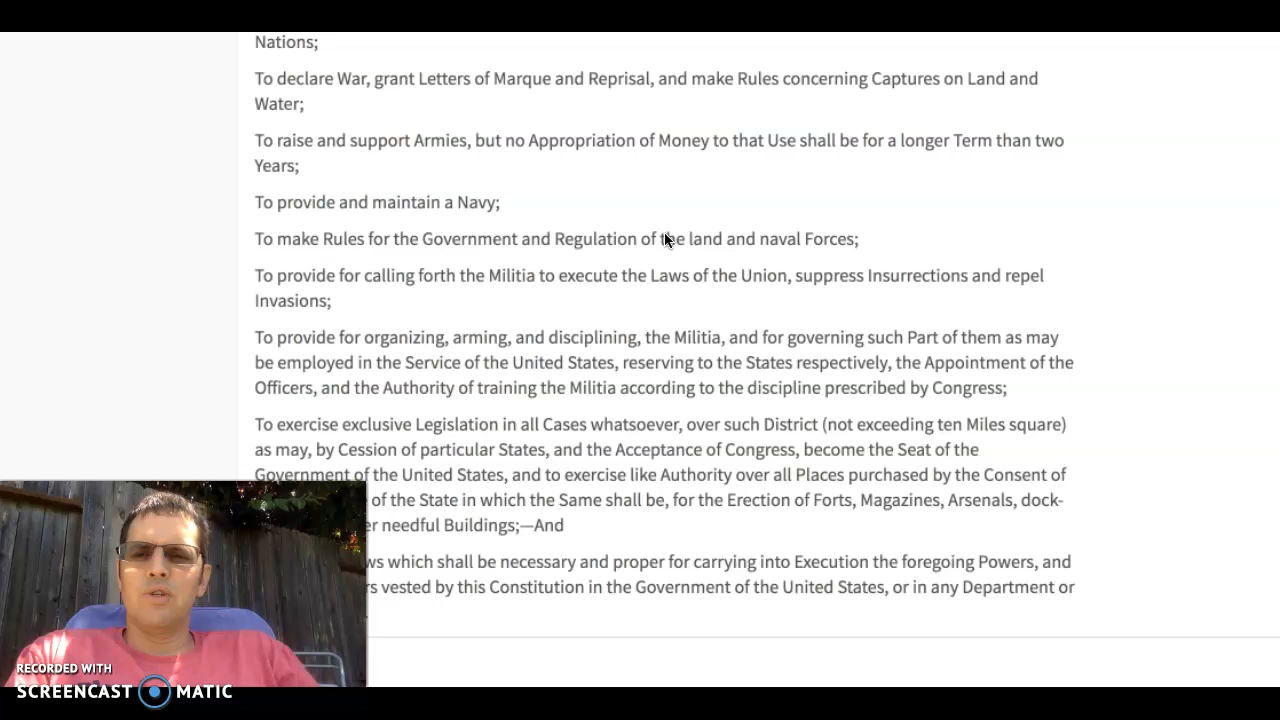 Nations;
To declare War, grant Letters of Marque and Reprisal, and make Rules concerning Captures on Land and
Water;
To raise and support Armies, but no Appropriation of Money to that Use shall be for a longer Term than two
Years;
To provide and maintain a Navy;
To make Rules for the Government and Regulation of the land and naval Forces;
To provide for calling forth the Militia to execute the Laws of the Union, suppress Insurrections and repel
Invasions;
To provide for organizing, arming, and disciplining, the Militia, and for governing such Part of them as may
be employed in the Service of the United States, reserving to the States respectively, the Appointment of the
Officers, and the Authority of training the Militia according to the discipline prescribed by Congress;
To exercise exclusive Legislation in all Cases whatsoever, over such District (not exceeding ten Miles square)
as may, by Cession of particular States, and the Acceptance of Congress, become the Seat of the
Government of the United States, and to exercise like Authority over all Places purchased by the Consent of
of the State in which the Same shall be, for the Erection of Forts, Magazines, Arsenals, dock-
er needful Buildings;—And
ws which shall be necessary and proper for carrying into Execution the foregoing Powers, and
rs vested by this Constitution in the Government of the United States, or in any Department or
RECORDED WITH
SCREENCAST MATIC